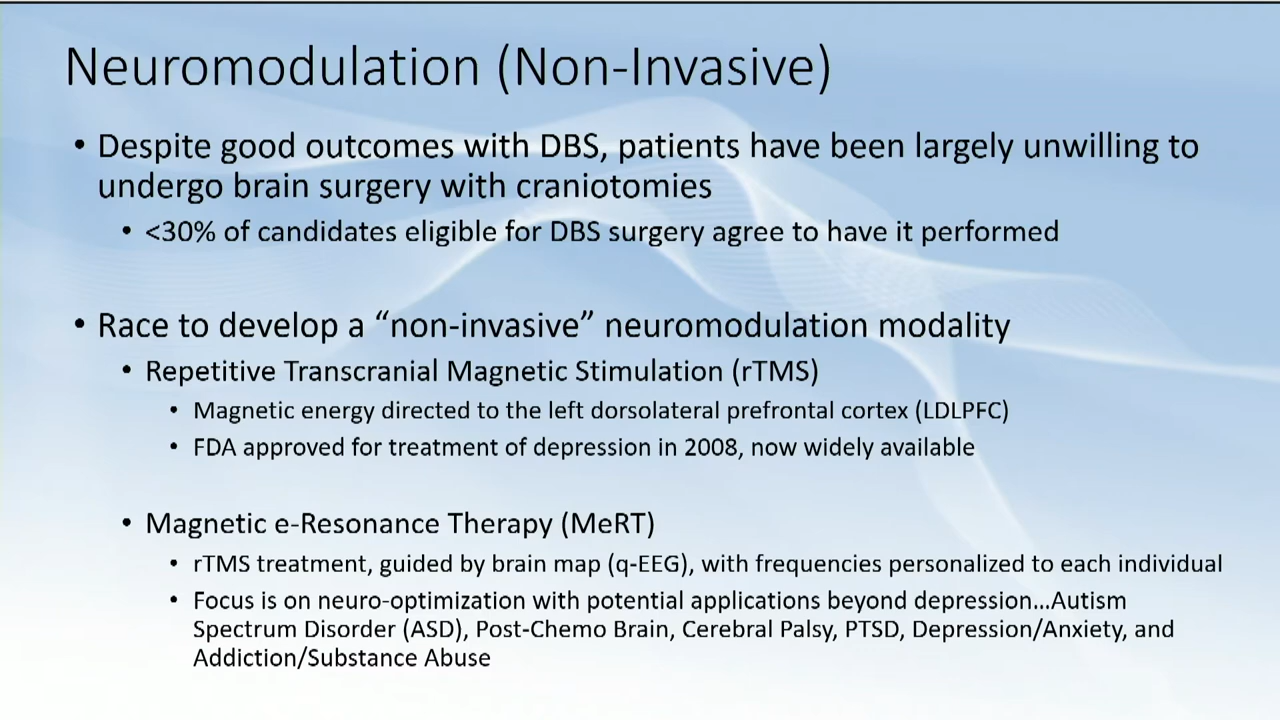 Neuromodulation (Non-Invasive)
• Despite good outcomes with DBS, patients have been largely unwilling to
undergo brain surgery with craniotomies
• <30% of candidates eligible for DBS surgery agree to have it performed
• Race to develop a “non-invasive” neuromodulation modality
• Repetitive Transcranial Magnetic Stimulation (rTMS)
• Magnetic energy directed to the left dorsolateral prefrontal cortex (LDLPFC)
• FDA approved for treatment of depression in 2008, now widely available
• Magnetic e-Resonance Therapy (MeRT)
• rTMS treatment, guided by brain map (q-EEG), with frequencies personalized to each individual
• Focus is on neuro-optimization with potential applications beyond depression...Autism
Spectrum Disorder (ASD), Post-Chemo Brain, Cerebral Palsy, PTSD, Depression/Anxiety, and
Addiction/Substance Abuse